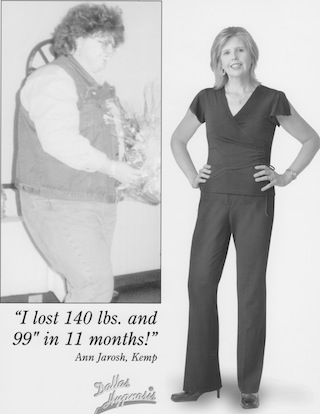 “I lost 140 lbs. and
99" in 11 months!”
Ann Jarosh, Kemp
Dallas
Hypnosis